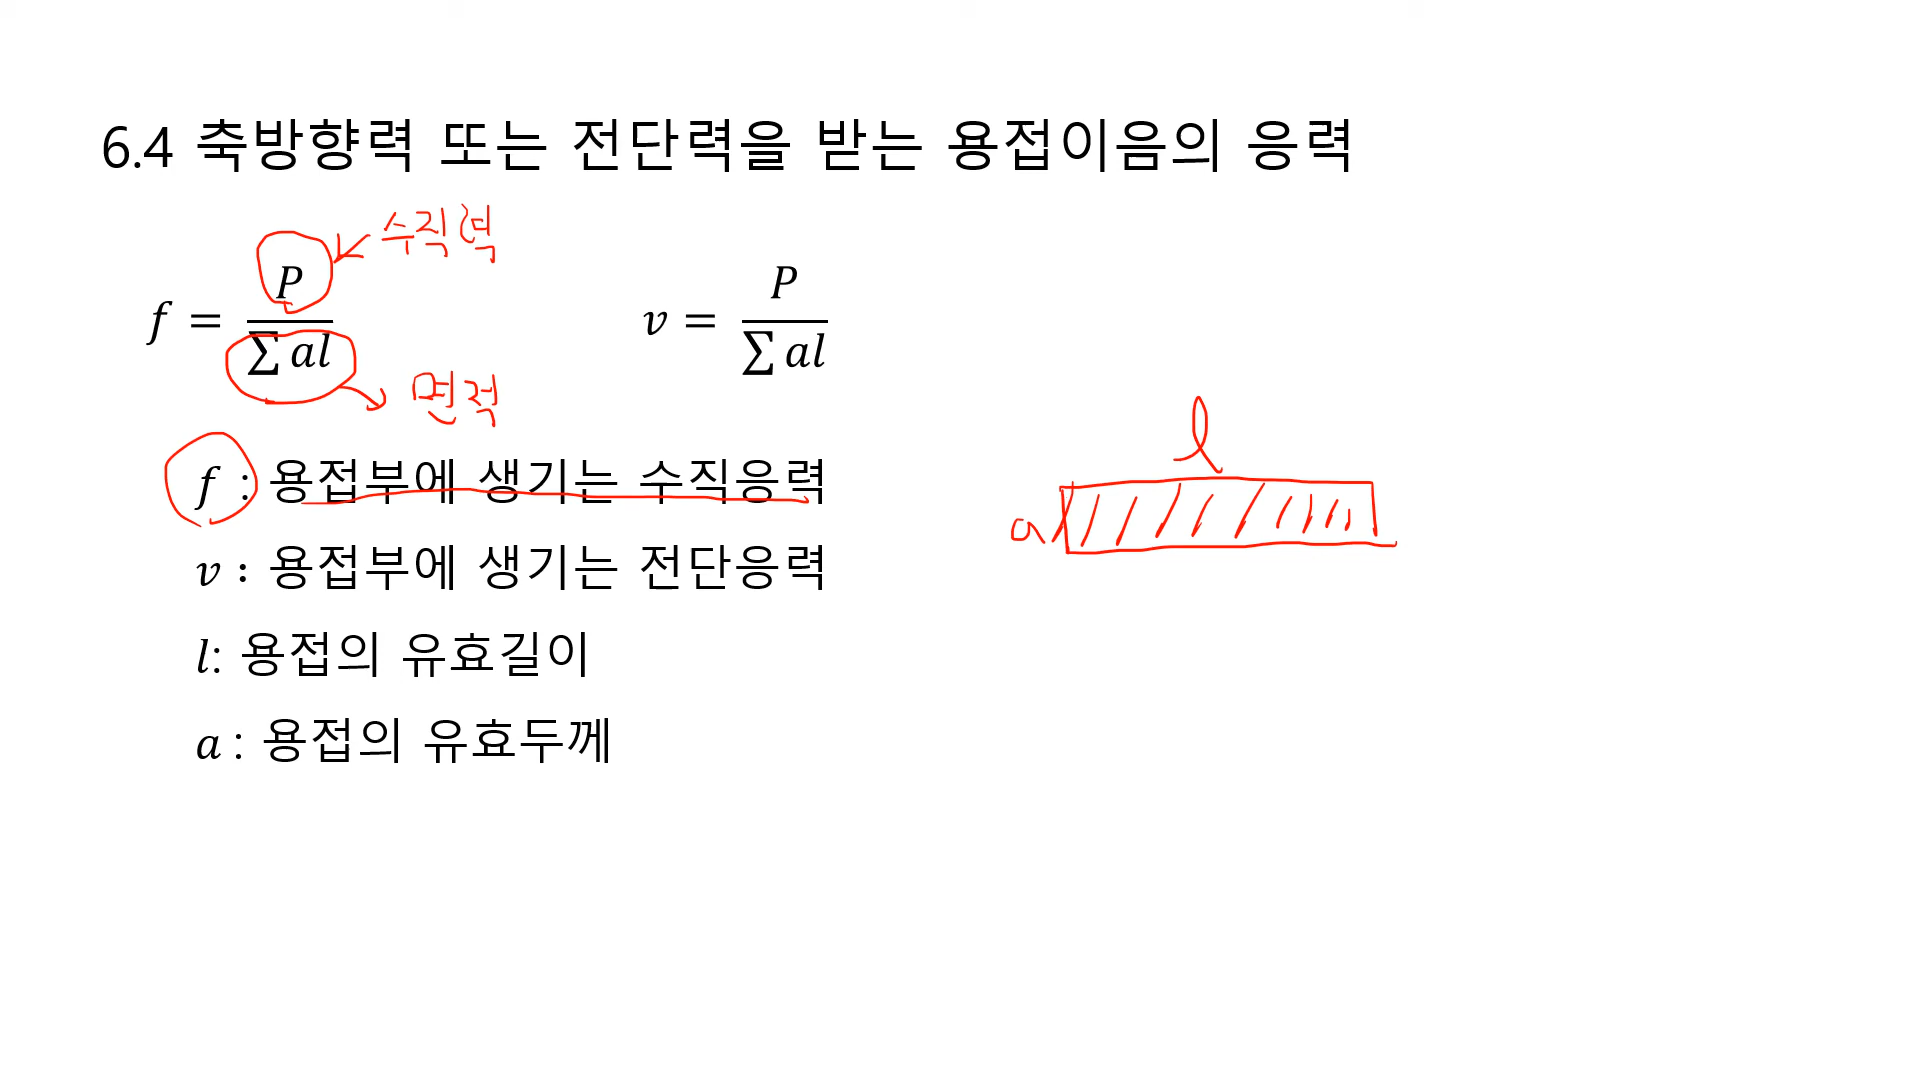 6.4 축방향력 또는 전단력을 받는 용접이음의 응력
수직력
f = P / ∑ al
v = P / ∑ al
면적
f : 용접부에 생기는 수직응력
v : 용접부에 생기는 전단응력
l: 용접의 유효길이
a : 용접의 유효두께
l
a